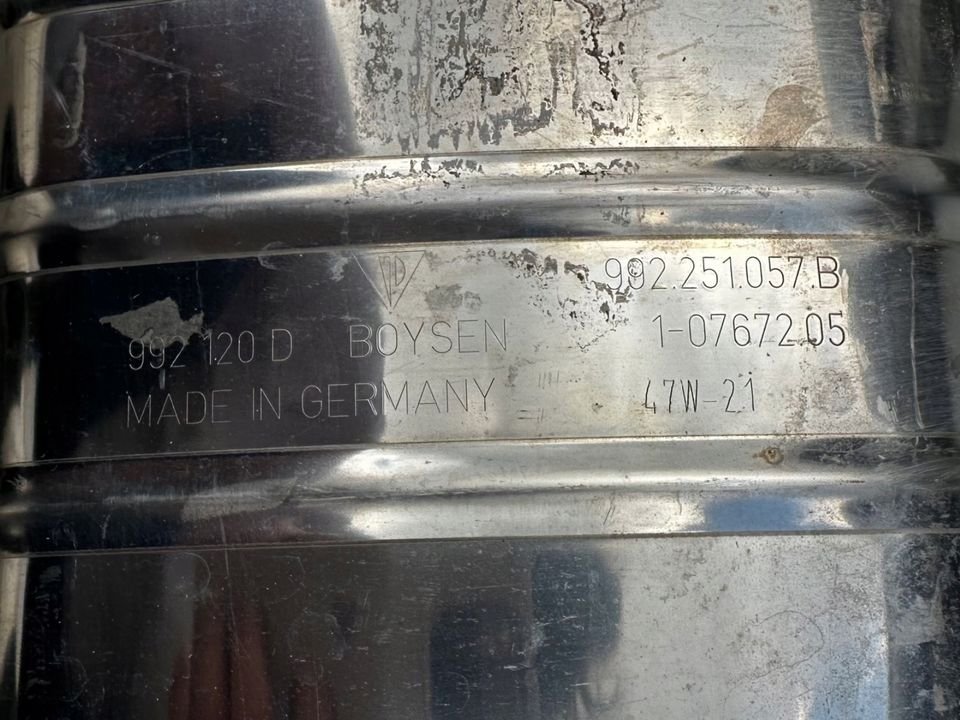 992.251.057.B
992 120 D BOYSEN 1-07672.05
MADE IN GERMANY 47W-21